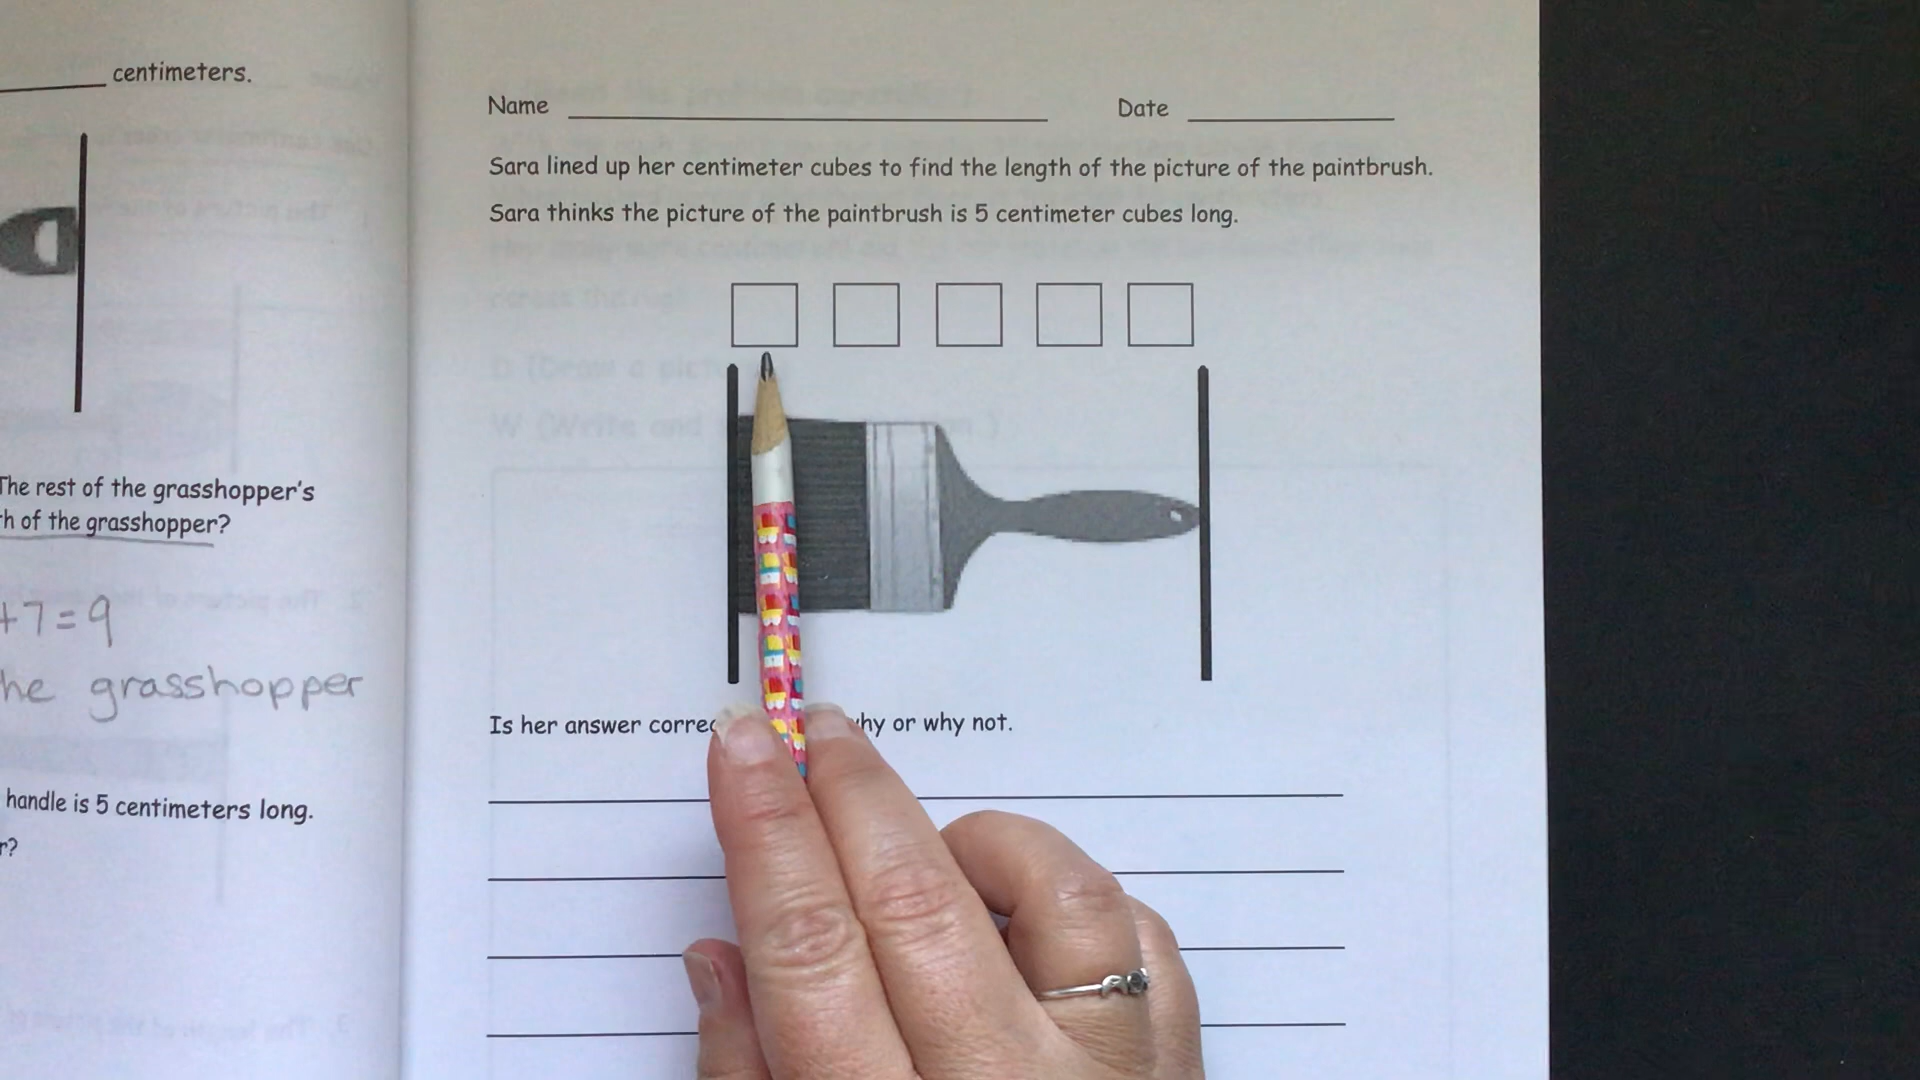 centimeters.
The rest of the grasshopper's
h of the grasshopper?
+7=9
he grasshopper
handle is 5 centimeters long.
r?
Name Date
Sara lined up her centimeter cubes to find the length of the picture of the paintbrush.
Sara thinks the picture of the paintbrush is 5 centimeter cubes long.
Is her answer correc why or why not.